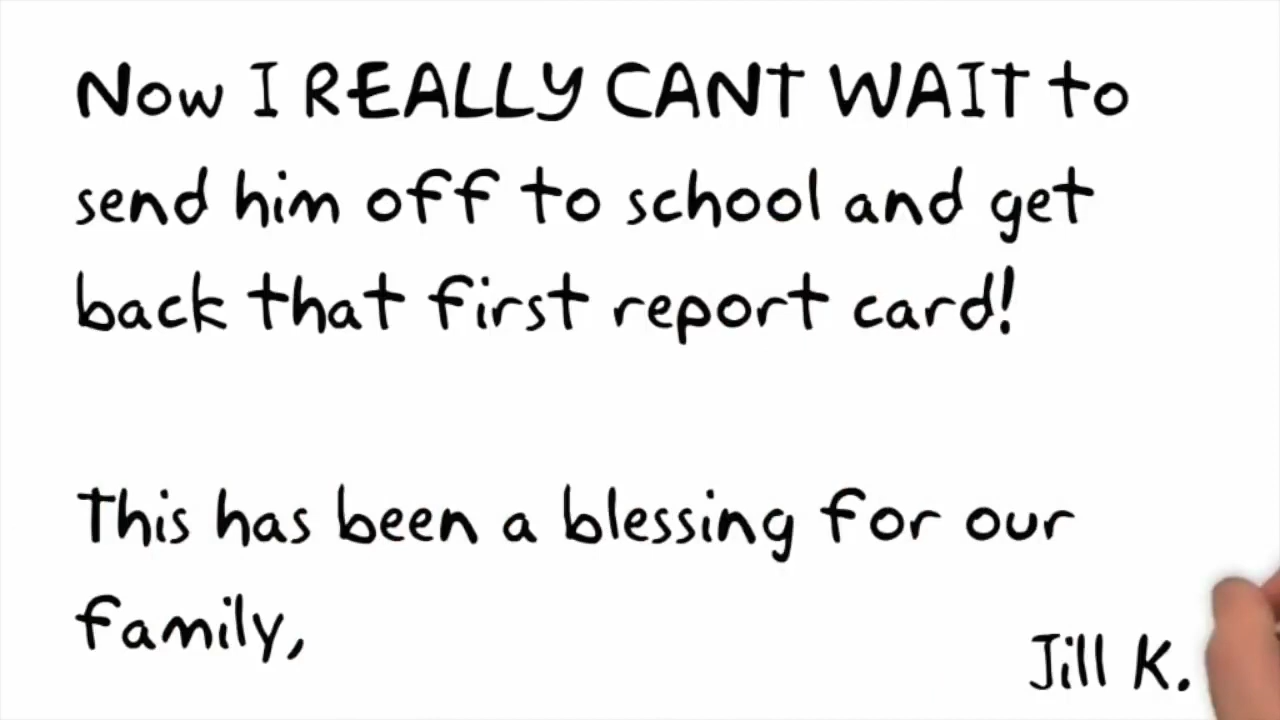 Now I REALLY CANT WAIT to
send him off to school and get
back that first report card!
This has been a blessing for our
family,
Jill K.